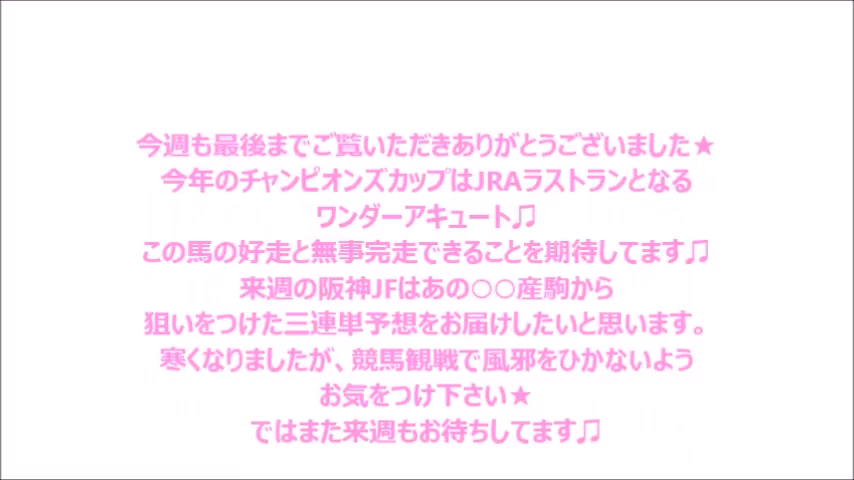 今週も最後までご覧いただきありがとうございました★
今年のチャンピオンズカップはJRAラストランとなる
ワンダーアキュート♫
この馬の好走と無事完走できることを期待してます♫
来週の阪神JFはあの○○産駒から
狙いをつけた三連単予想をお届けしたいと思います。
寒くなりましたが、競馬観戦で風邪をひかないよう
お気をつけ下さい★
ではまた来週もお待ちしてます♫